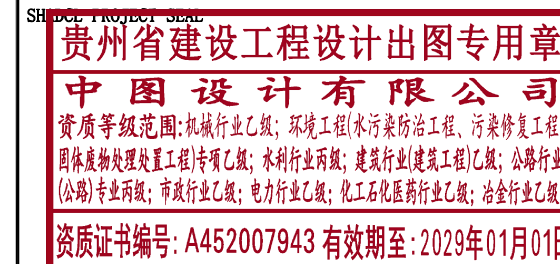 SHADCL PROJECT SEAL
贵州省建设工程设计出图专用章
中图设计有限公司
资质等级范围:机械行业乙级；环境工程(水污染防治工程、污染修复工程
固体废物处理处置工程)专项乙级；水利行业丙级；建筑行业(建筑工程)乙级；公路行业
(公路)专业丙级；市政行业乙级；电力行业乙级；化工石化医药行业乙级；冶金行业乙级
资质证书编号: A452007943 有效期至:2029年01月01日